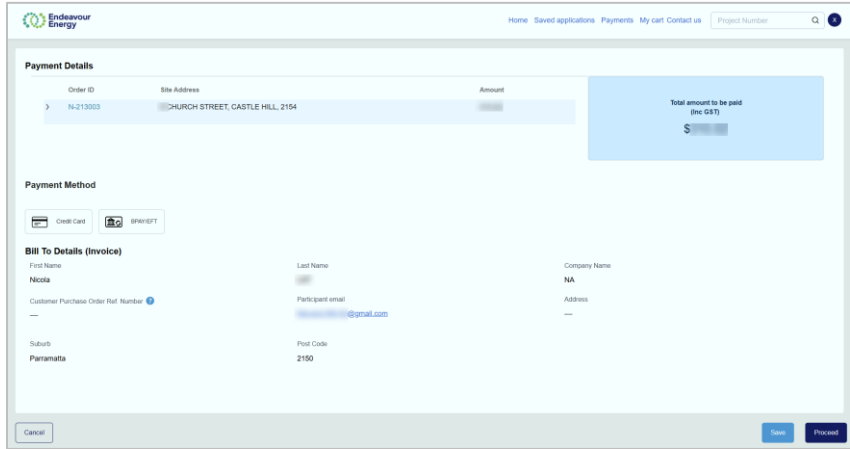 Endeavour
Energy
Home Saved applications Payments My cart Contact us Project Number X
Payment Details
Order ID Site Address Amount
N-213003 CHURCH STREET, CASTLE HILL, 2154
Total amount to be paid
(Inc GST)
$
Payment Method
Credit Card BPAY/EFT
Bill To Details (Invoice)
First Name Last Name Company Name
Nicola NA
Customer Purchase Order Ref. Number ? Participant email Address
— @gmail.com —
Suburb Post Code
Parramatta 2150
Cancel Save Proceed